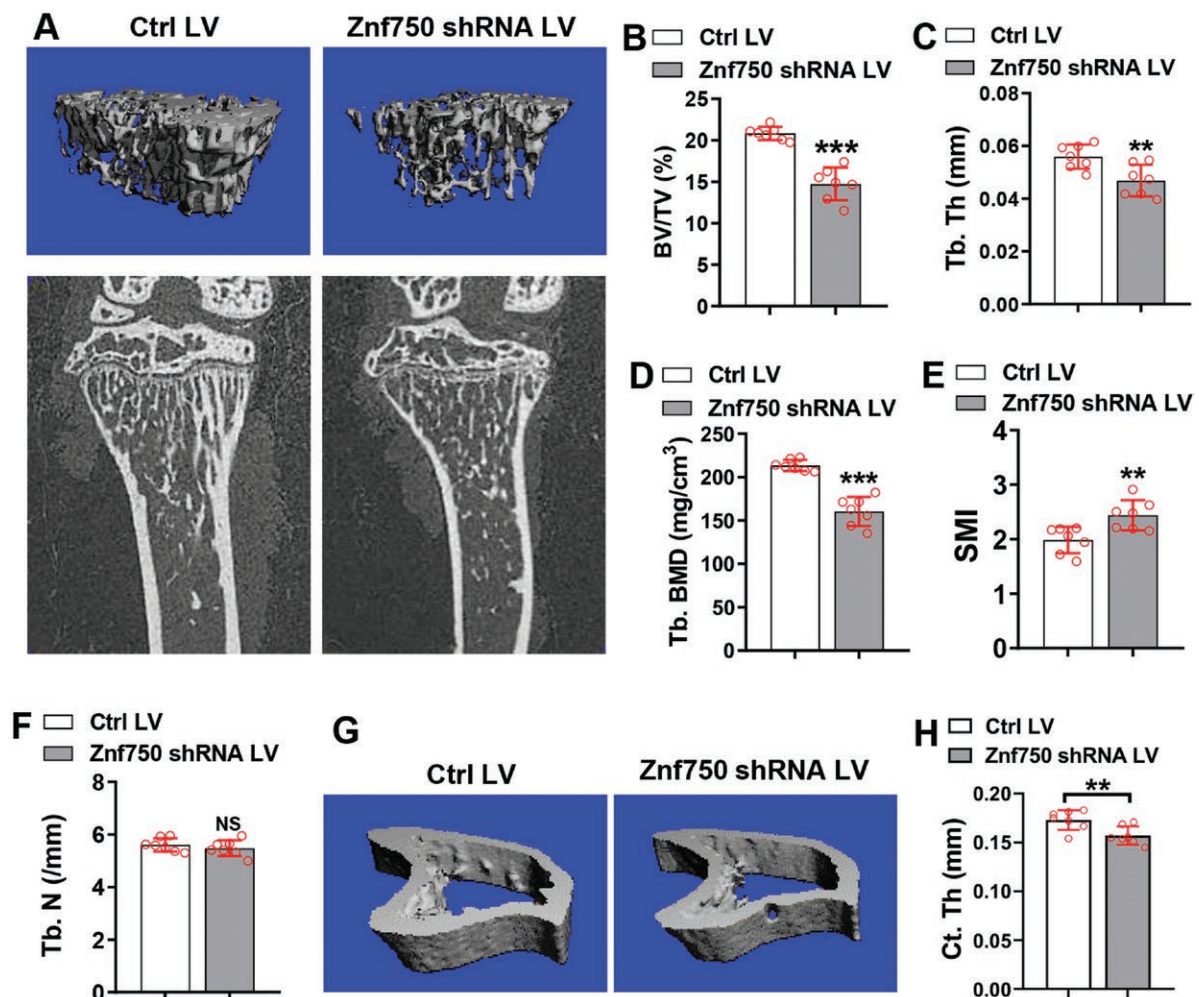 A
Ctrl LV
Znf750 shRNA LV
B
Ctrl LV
Znf750 shRNA LV
BV/TV (%)
25
20
15
10
5
0
***
C
Ctrl LV
Znf750 shRNA LV
Tb. Th (mm)
0.08
0.06
0.04
0.02
0.00
**
D
Ctrl LV
Znf750 shRNA LV
Tb. BMD (mg/cm³)
250
200
150
100
50
0
***
E
Ctrl LV
Znf750 shRNA LV
SMI
4
3
2
1
0
**
F
Ctrl LV
Znf750 shRNA LV
Tb. N (/mm)
8
6
4
2
0
NS
G
Ctrl LV
Znf750 shRNA LV
H
Ctrl LV
Znf750 shRNA LV
Ct. Th (mm)
0.20
0.15
0.10
0.05
0.00
**